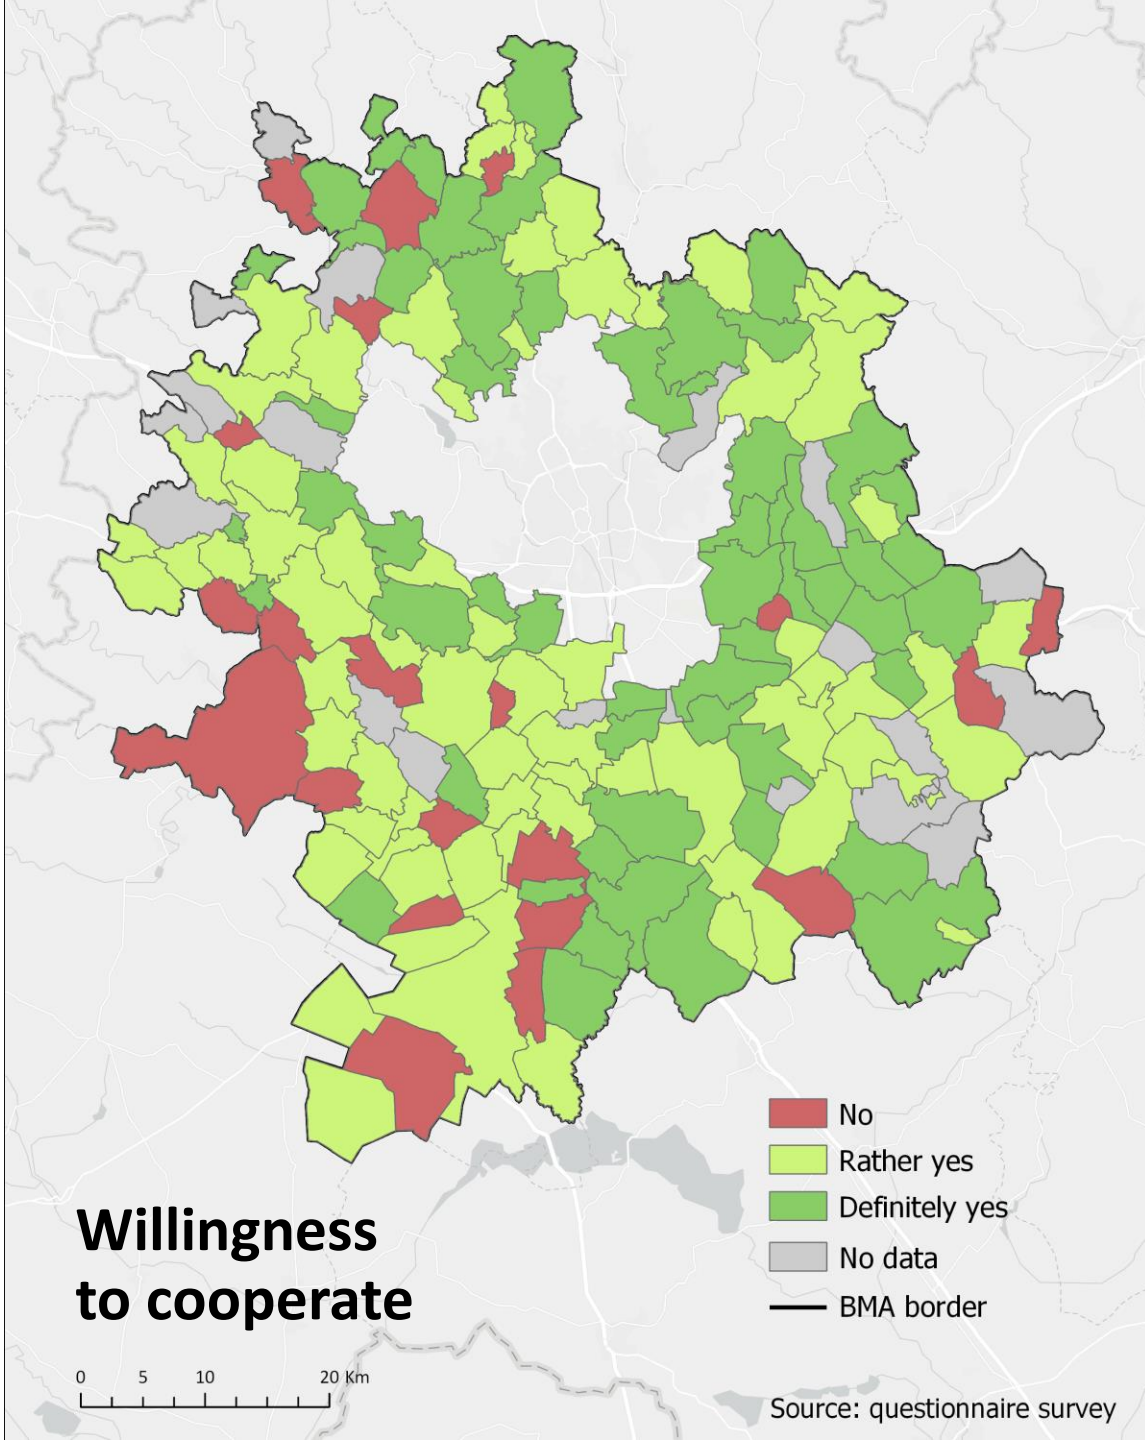 No
Rather yes
Definitely yes
No data
BMA border
Willingness
to cooperate
0 5 10 20 Km
Source: questionnaire survey